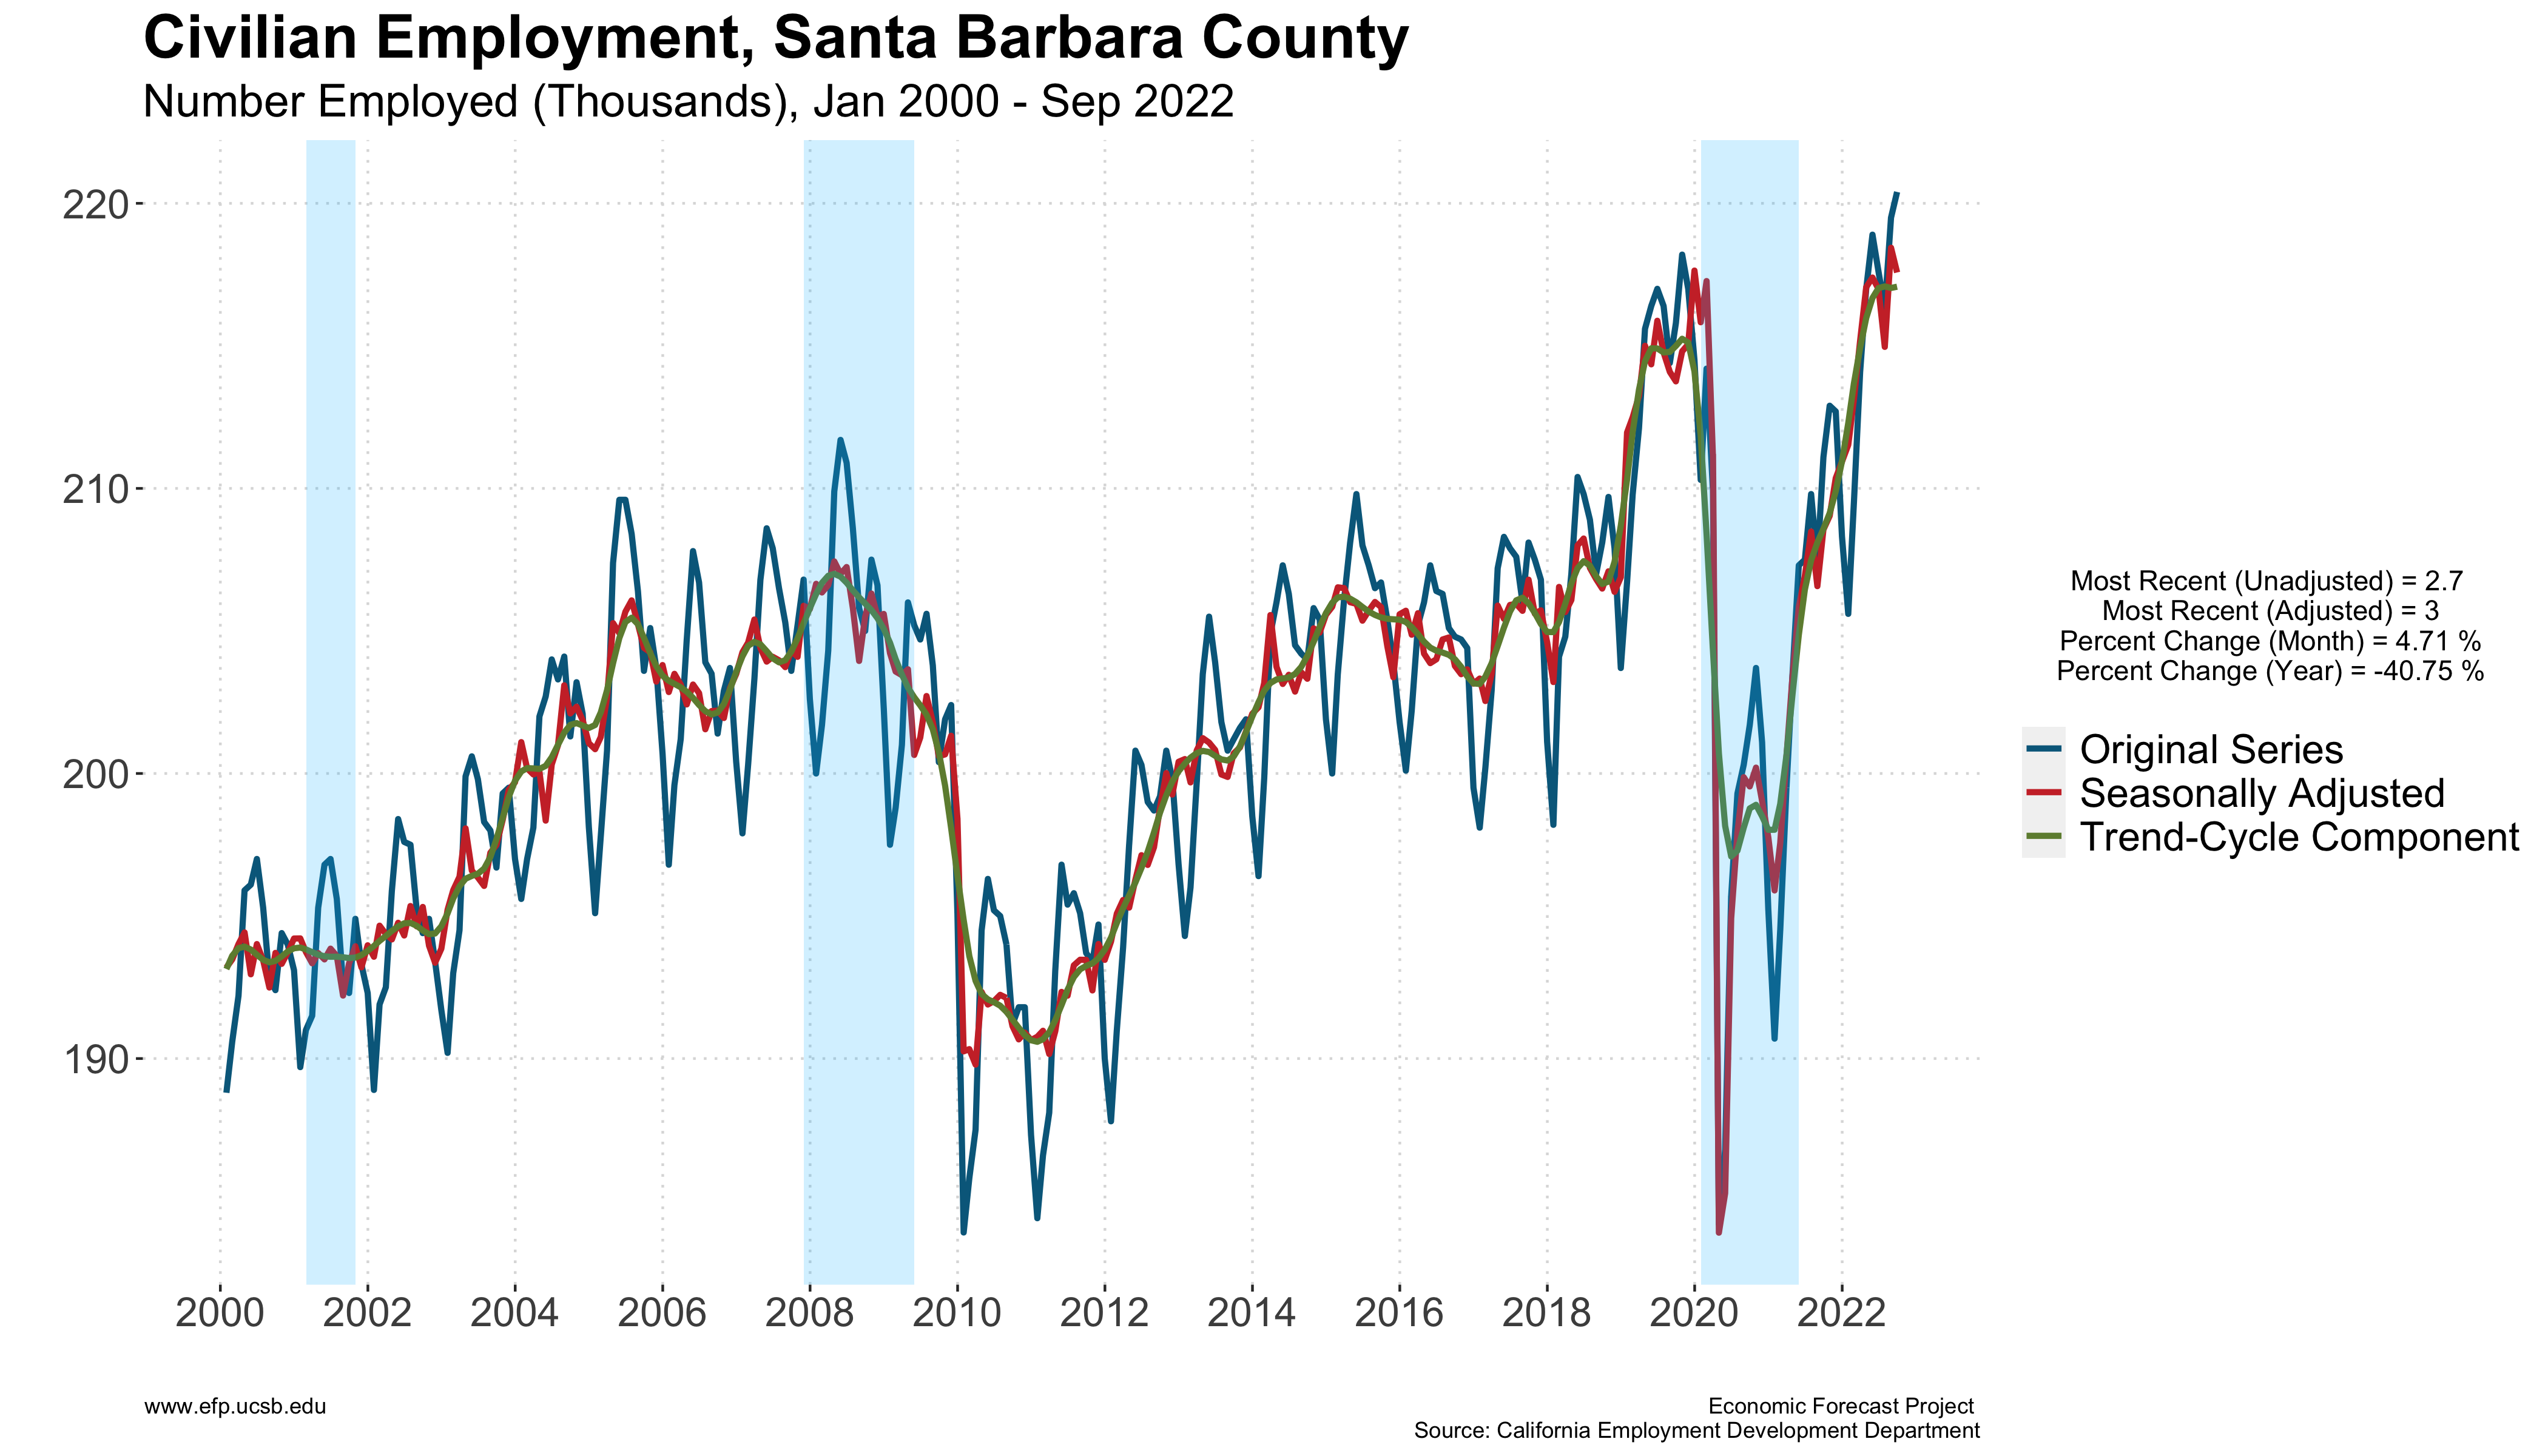 Civilian Employment, Santa Barbara County
Number Employed (Thousands), Jan 2000 - Sep 2022
220
210
200
190
2000 2002 2004 2006 2008 2010 2012 2014 2016 2018 2020 2022
Most Recent (Unadjusted) = 2.7
Most Recent (Adjusted) = 3
Percent Change (Month) = 4.71 %
Percent Change (Year) = -40.75 %
Original Series
Seasonally Adjusted
Trend-Cycle Component
www.efp.ucsb.edu
Economic Forecast Project
Source: California Employment Development Department